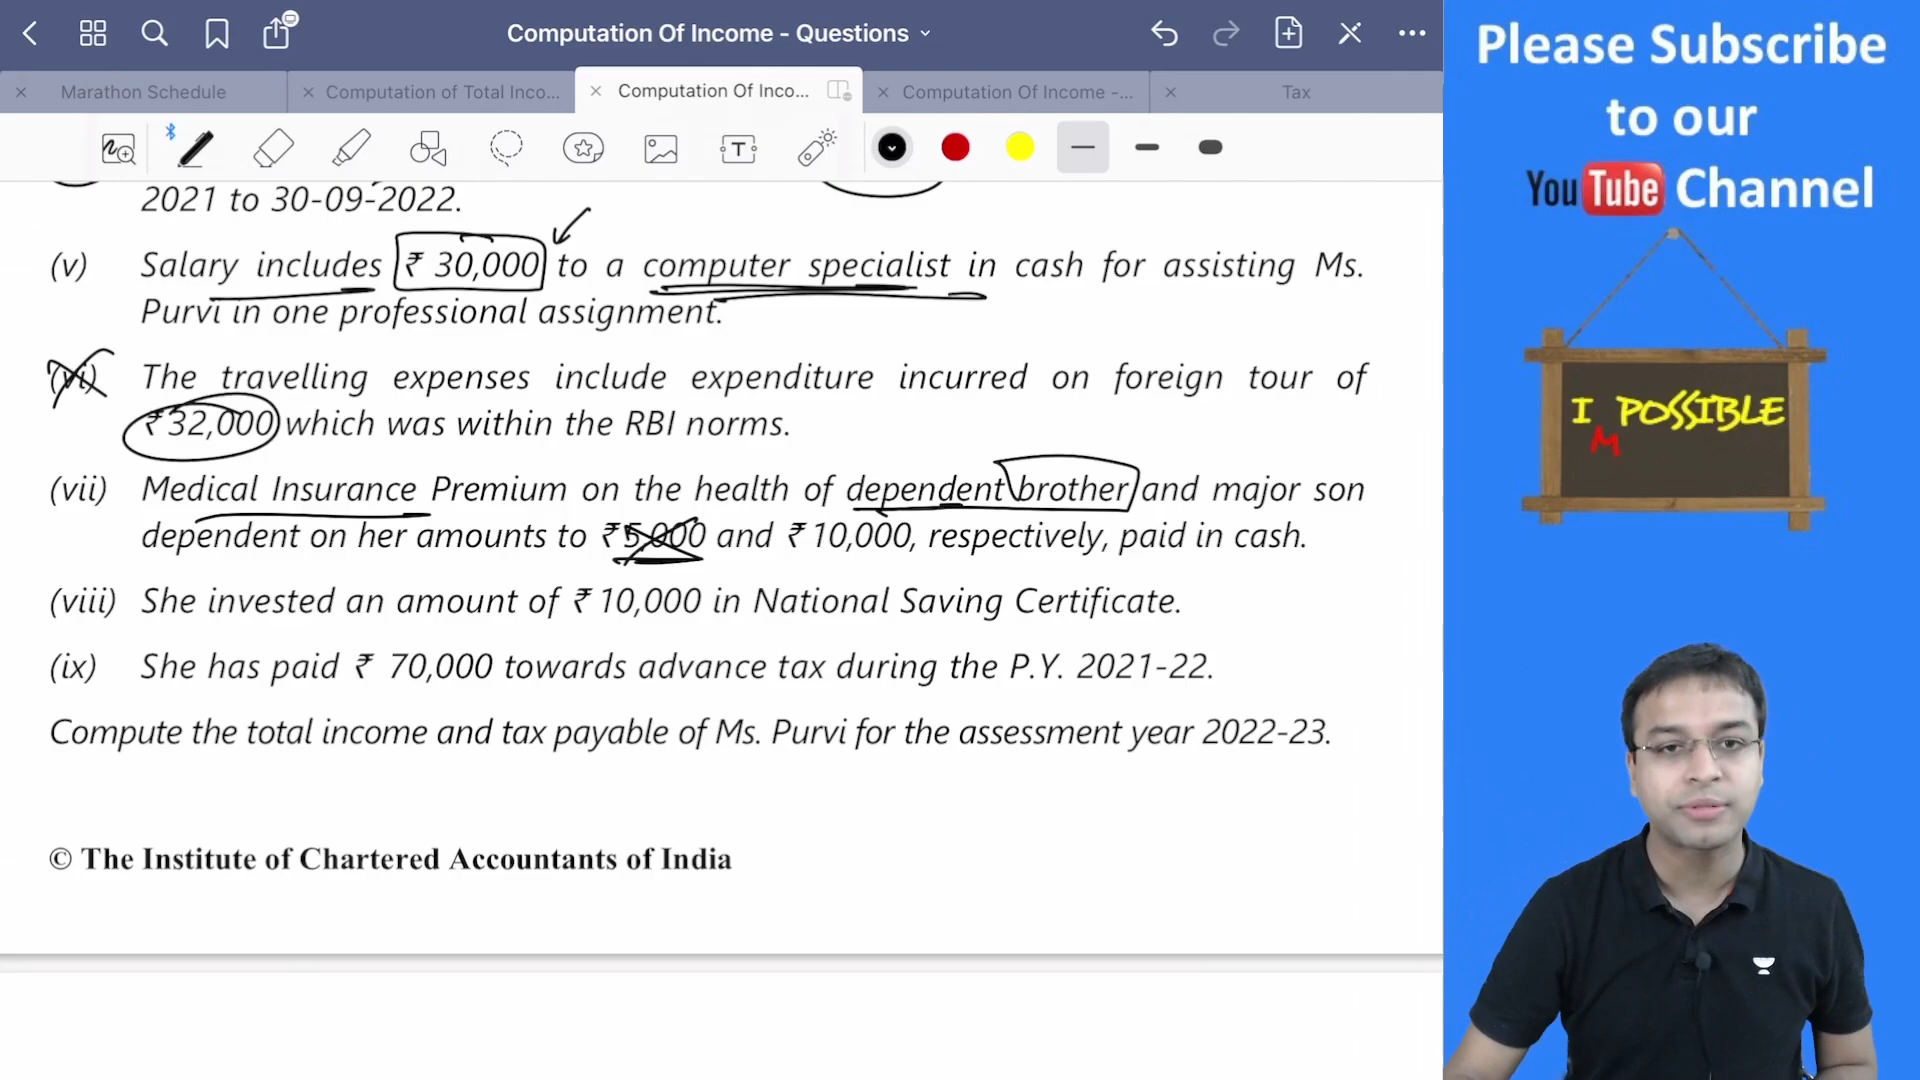 Computation Of Income - Questions
Marathon Schedule
Computation of Total Inco...
Computation Of Inco...
Computation Of Income -...
Tax
T
2021 to 30-09-2022.
(v) Salary includes ₹ 30,000 to a computer specialist in cash for assisting Ms.
Purvi in one professional assignment.
(vi) The travelling expenses include expenditure incurred on foreign tour of
₹ 32,000 which was within the RBI norms.
(vii) Medical Insurance Premium on the health of dependent brother and major son
dependent on her amounts to ₹ 5,000 and ₹ 10,000, respectively, paid in cash.
(viii) She invested an amount of ₹ 10,000 in National Saving Certificate.
(ix) She has paid ₹ 70,000 towards advance tax during the P.Y. 2021-22.
Compute the total income and tax payable of Ms. Purvi for the assessment year 2022-23.
© The Institute of Chartered Accountants of India
Please Subscribe
to our
YouTube Channel
I POSSIBLE
M